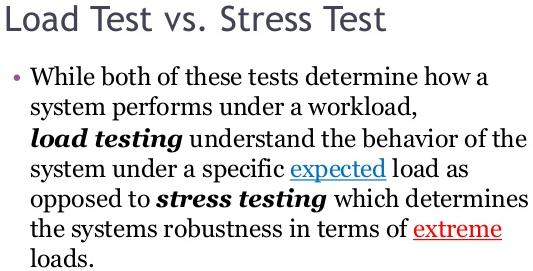 Load Test vs. Stress Test
• While both of these tests determine how a
system performs under a workload,
load testing understand the behavior of the
system under a specific expected load as
opposed to stress testing which determines
the systems robustness in terms of extreme
loads.